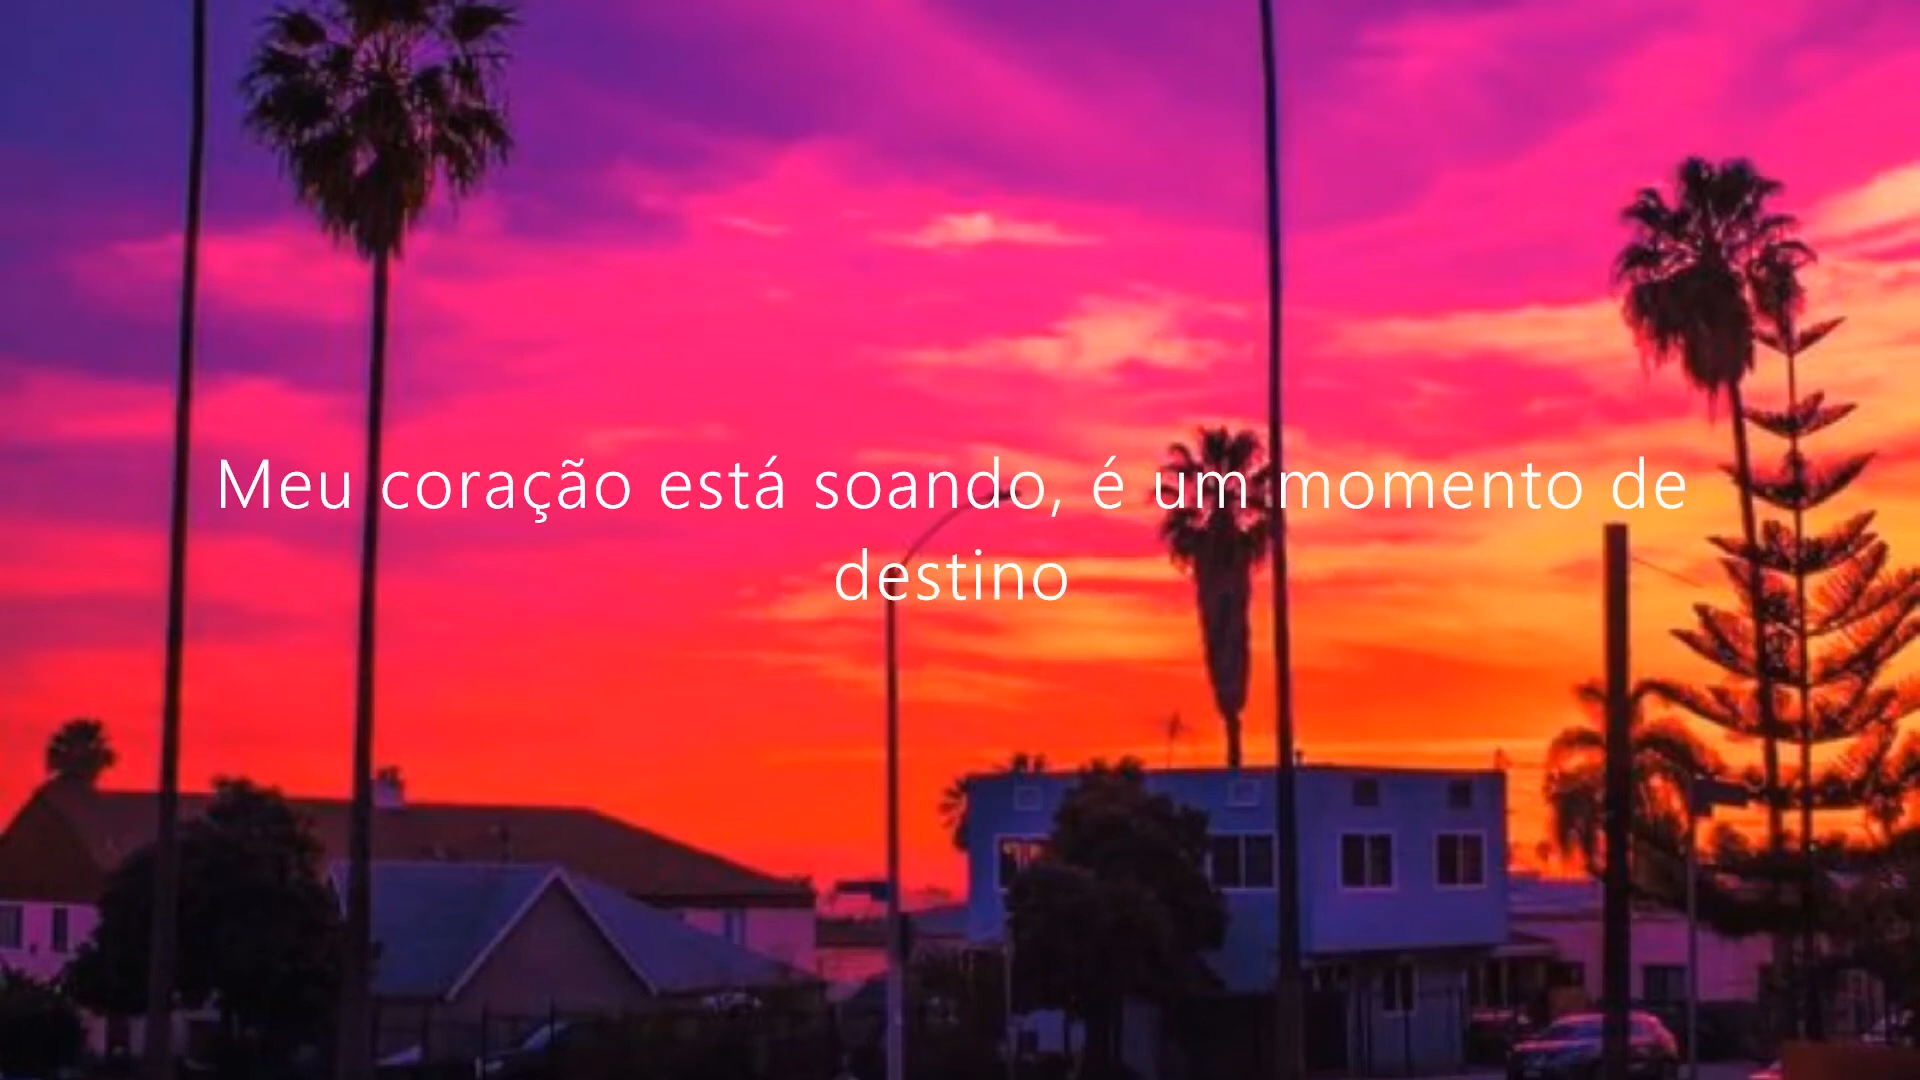 Meu coração está soando, é um momento de
destino